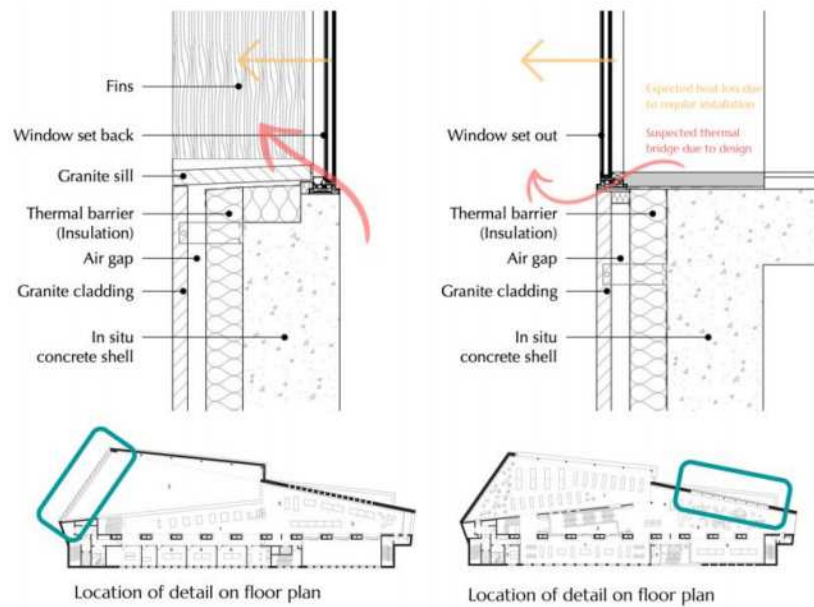 Fins
Window set back
Granite sill
Thermal barrier
(Insulation)
Air gap
Granite cladding
In situ
concrete shell
Location of detail on floor plan
Expected heat loss due
to regular installation
Window set out
Suspected thermal
bridge due to design
Thermal barrier
(Insulation)
Air gap
Granite cladding
In situ
concrete shell
Location of detail on floor plan